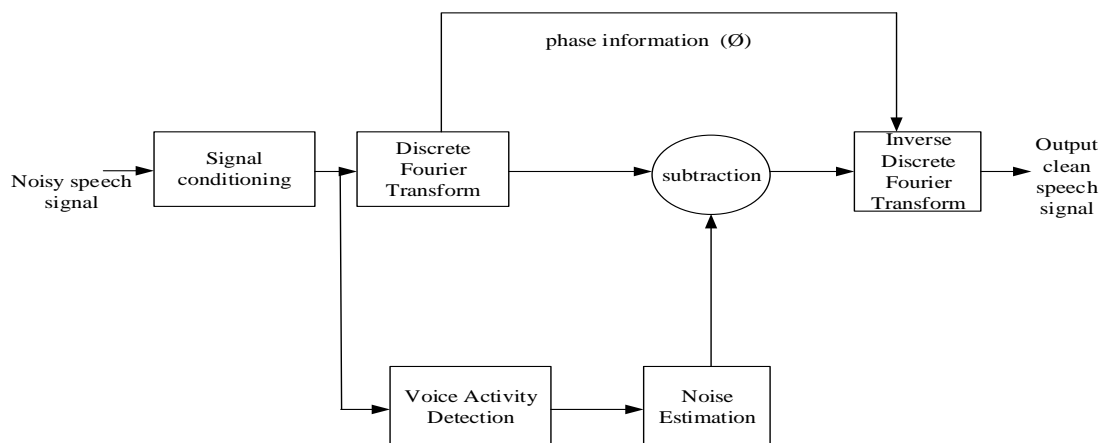 phase information (Ø)
Noisy speech
signal
Signal
conditioning
Discrete
Fourier
Transform
subtraction
Inverse
Discrete
Fourier
Transform
Output
clean
speech
signal
Voice Activity
Detection
Noise
Estimation